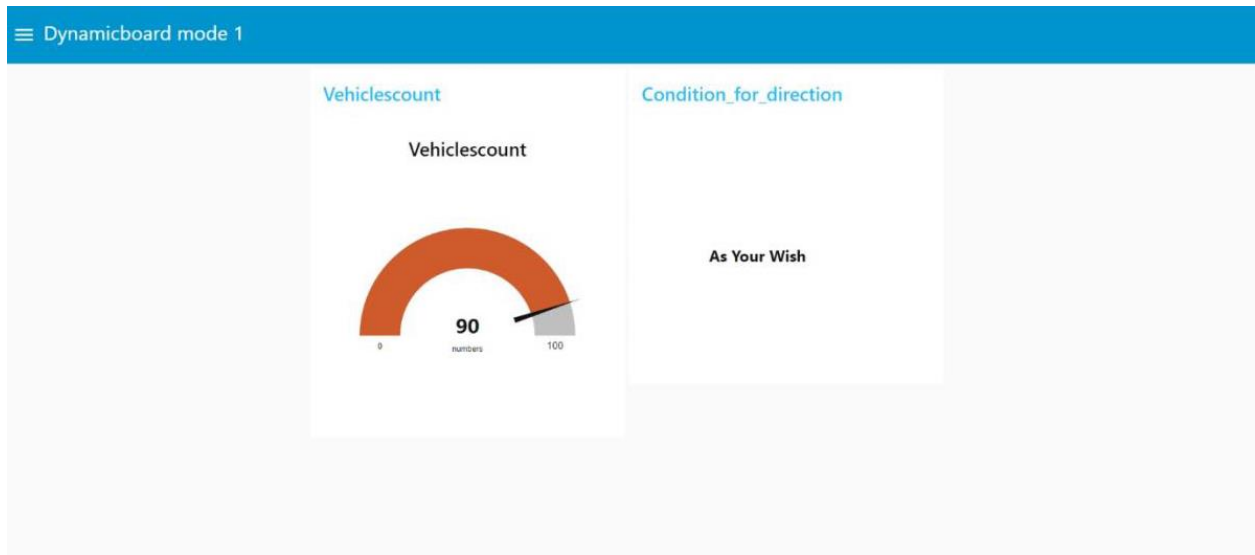 Dynamicboard mode 1
Vehiclescount
Vehiclescount
90
numbers
0
100
Condition_for_direction
As Your Wish